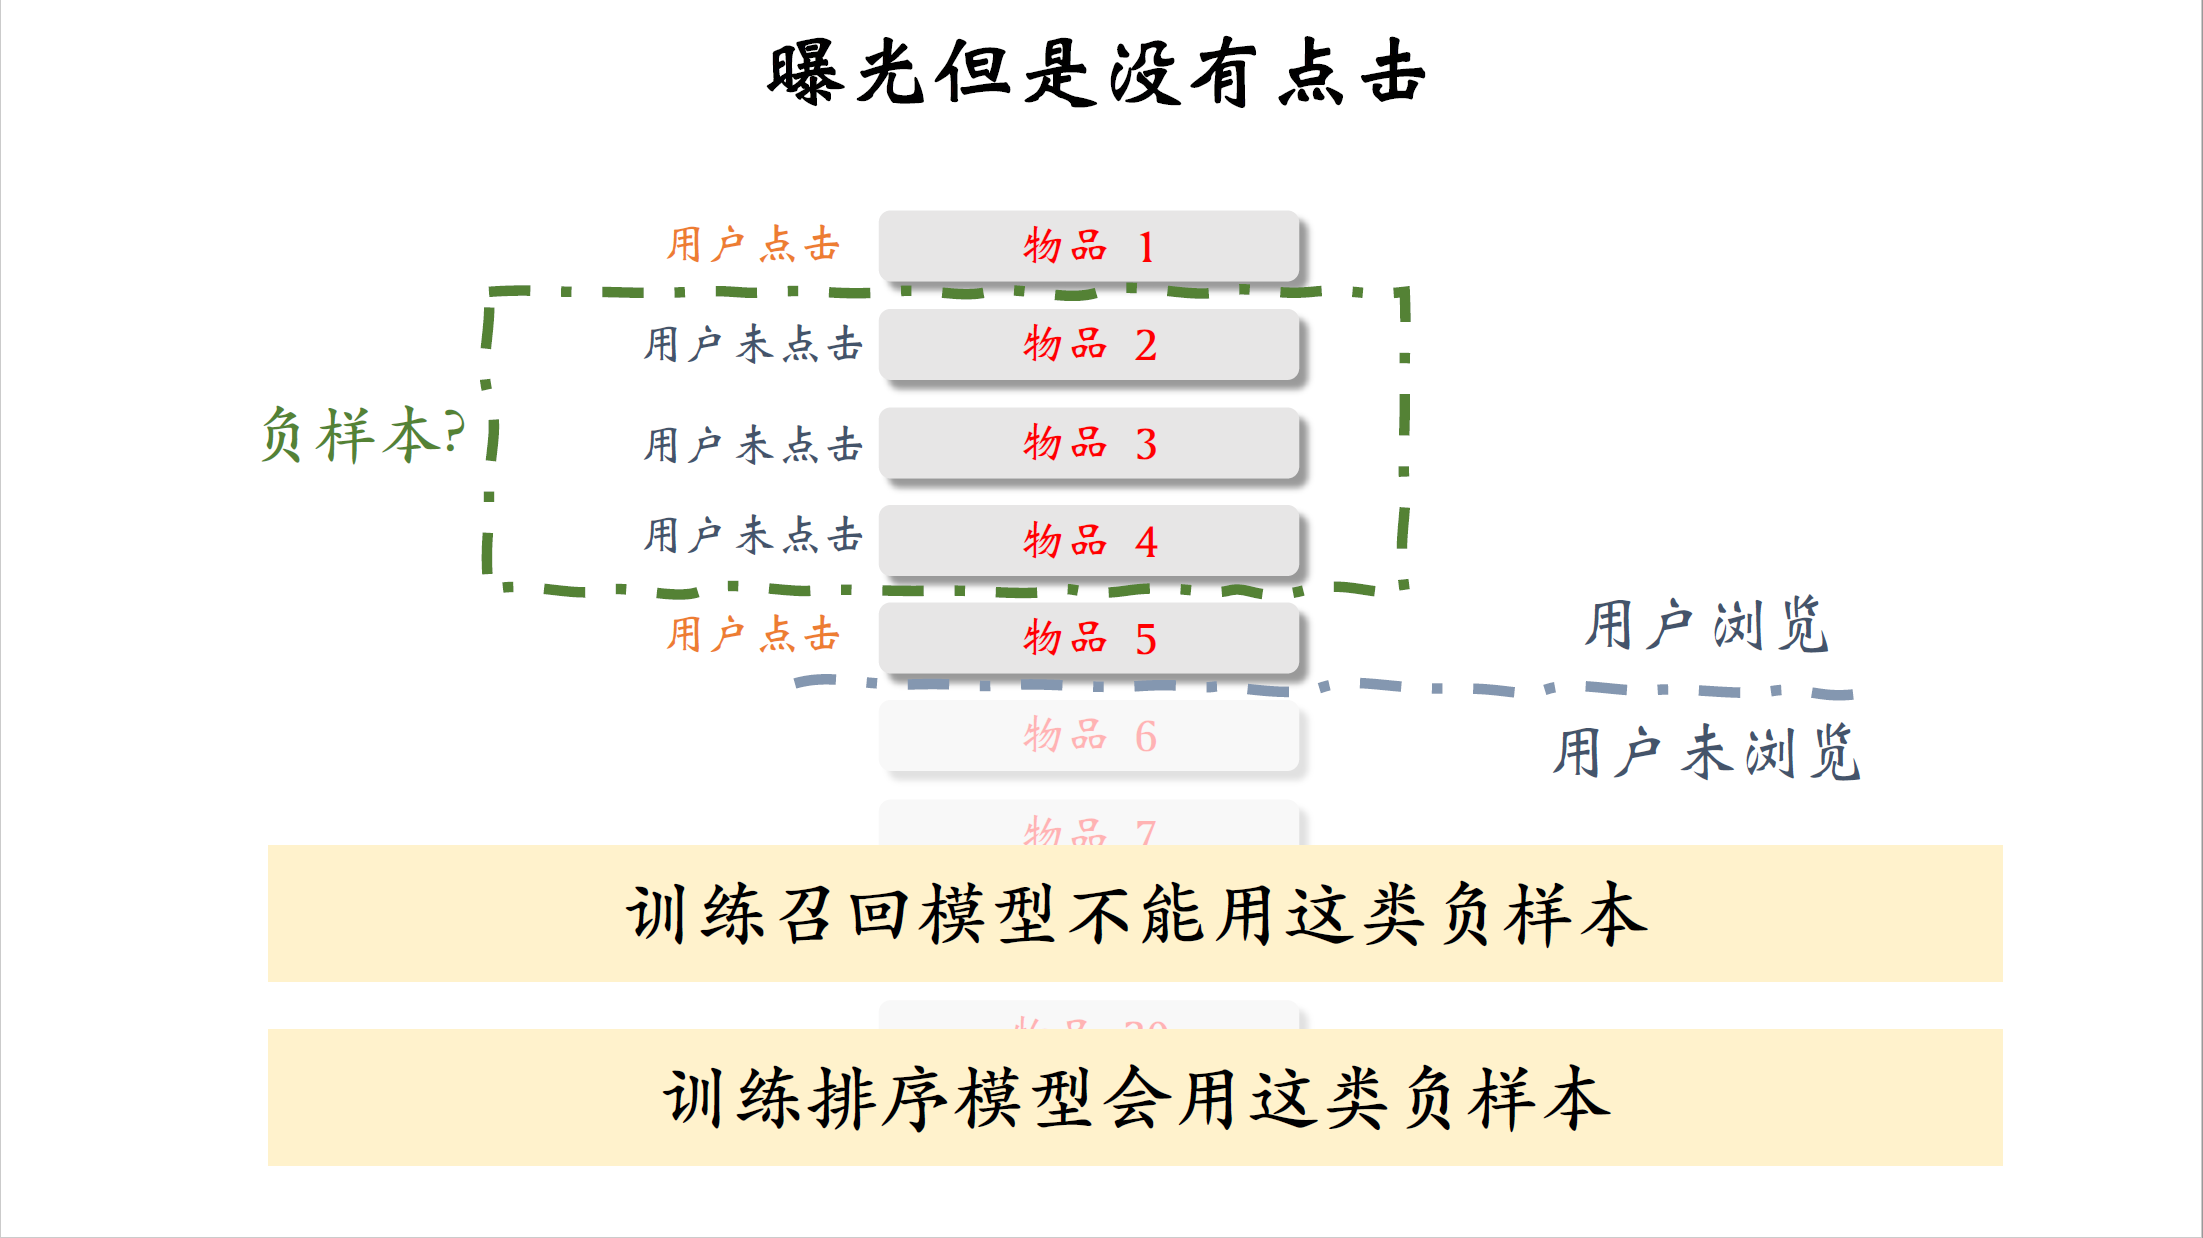 曝光但是没有点击
用户点击 物品 1
用户未点击 物品 2
用户未点击 物品 3
负样本?
用户未点击 物品 4
用户点击 物品 5
用户浏览
物品 6
用户未浏览
物品 7
训练召回模型不能用这类负样本
物品
训练排序模型会用这类负样本